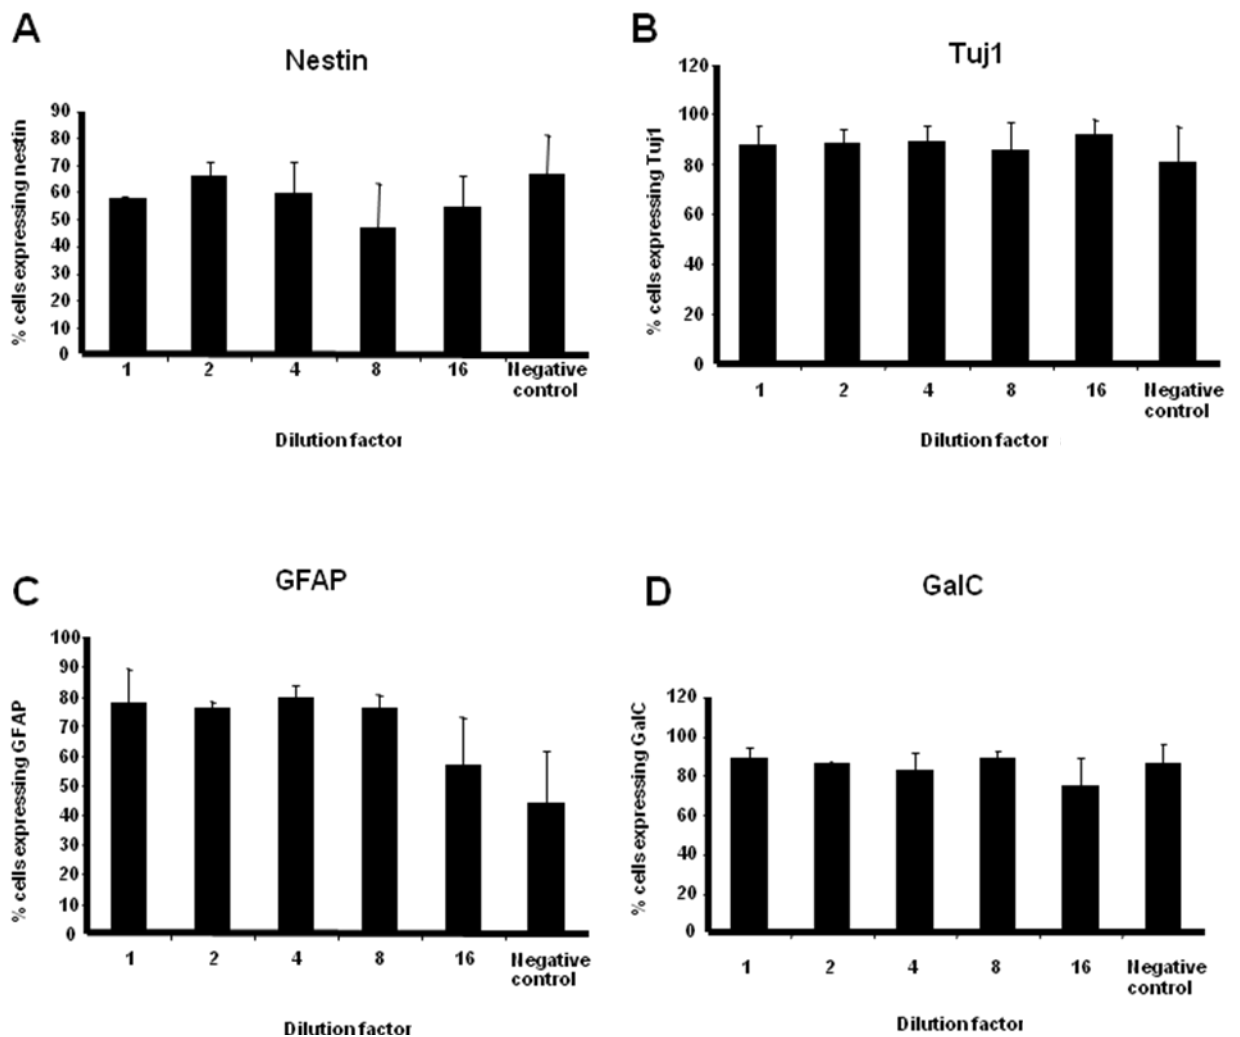 A
Nestin
% cells expressing nestin
90
80
70
60
50
40
30
20
10
0
1 2 4 8 16 Negative
control
Dilution factor
B
Tuj1
% cells expressing Tuj1
120
100
80
60
40
20
0
1 2 4 8 16 Negative
control
Dilution factor
C
GFAP
% cells expressing GFAP
100
90
80
70
60
50
40
30
20
10
0
1 2 4 8 16 Negative
control
Dilution factor
D
GalC
% cells expressing GalC
120
100
80
60
40
20
0
1 2 4 8 16 Negative
control
Dilution factor